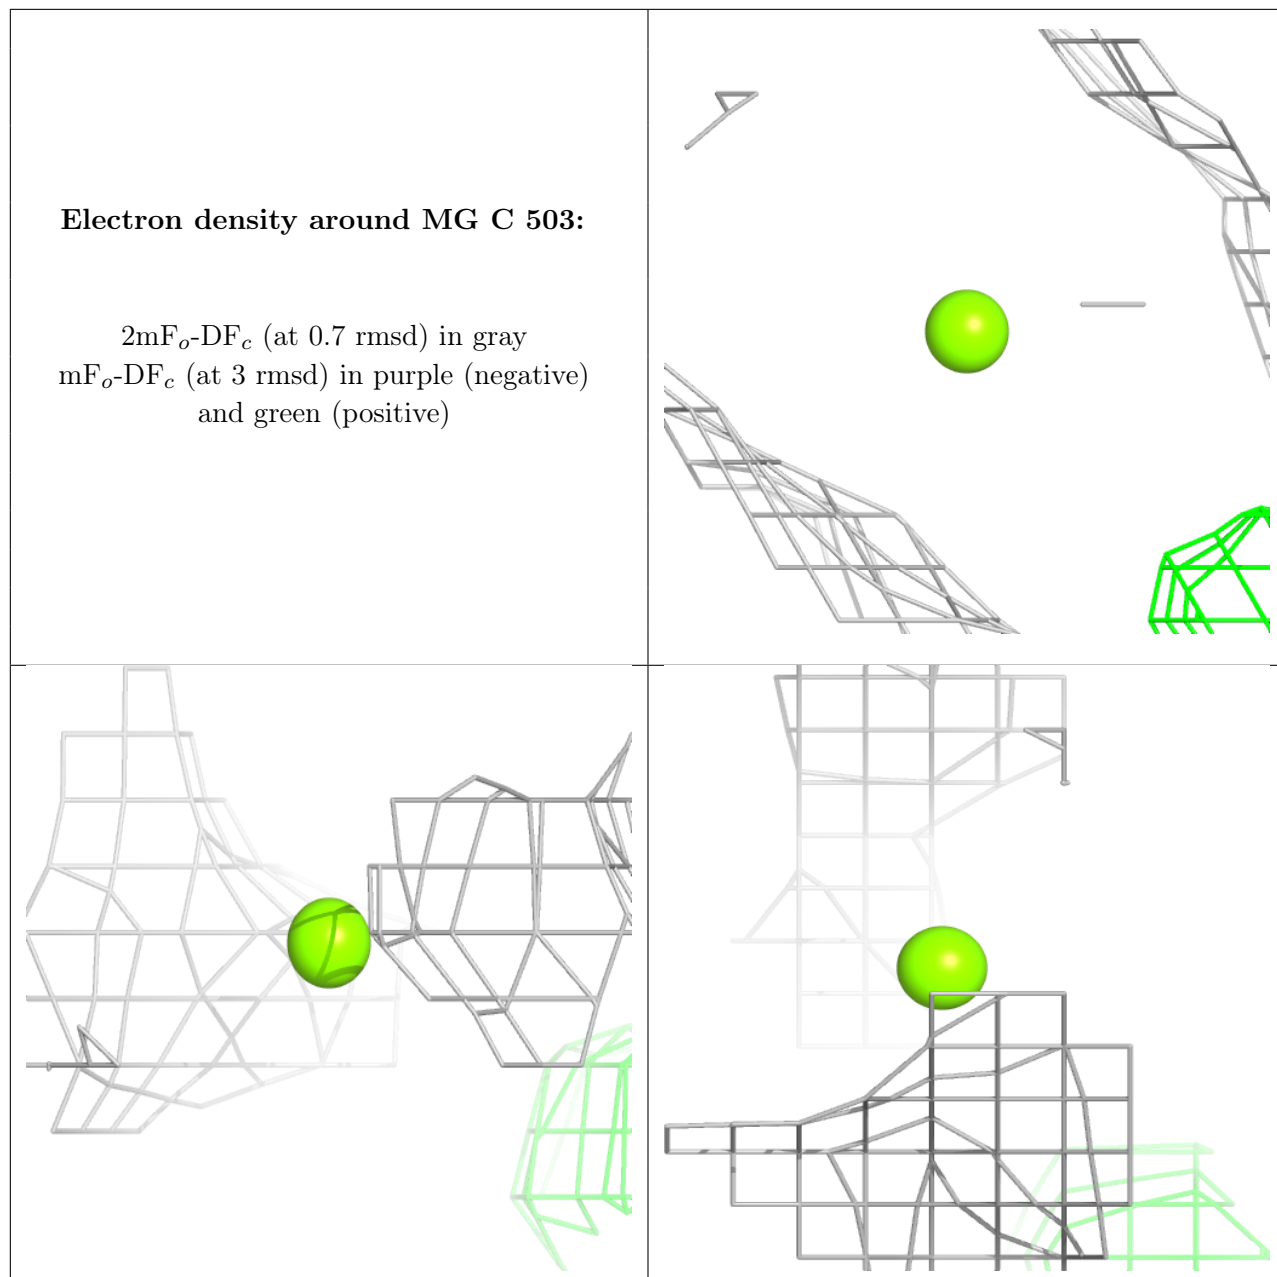 Electron density around MG C 503:
2mFo-DFc (at 0.7 rmsd) in gray
mFo-DFc (at 3 rmsd) in purple (negative)
and green (positive)